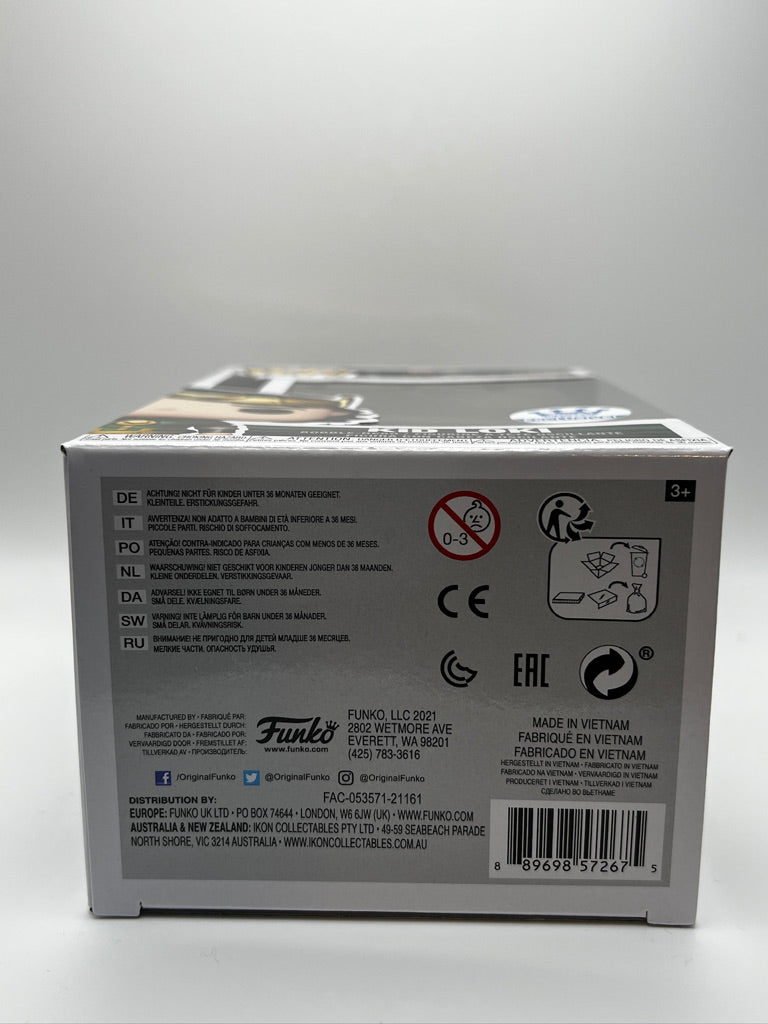 KID LOKI
WARNING: CHOKING HAZARD
ATTENTION
ADVERTENCIA: PELIGRO DE ASFIXIA
3+
DE ACHTUNG! NICHT FÜR KINDER UNTER 36 MONATEN GEEIGNET.
KLEINTEILE. ERSTICKUNGSGEFAHR.
IT AVVERTENZA! NON ADATTO A BAMBINI DI ETÀ INFERIORE A 36 MESI.
PICCOLE PARTI. RISCHIO DI SOFFOCAMENTO.
PO ATENÇÃO! CONTRA-INDICADO PARA CRIANÇAS COM MENOS DE 36 MESES.
PEQUENAS PARTES. RISCO DE ASFIXIA.
NL WAARSCHUWING! NIET GESCHIKT VOOR KINDEREN JONGER DAN 36 MAANDEN.
KLEINE ONDERDELEN. VERSTIKKINGSGEVAAR.
DA ADVARSEL! IKKE EGNET TIL BØRN UNDER 36 MÅNEDER.
SMÅ DELE. KVÆLNINGSFARE.
SW VARNING! INTE LÄMPLIG FÖR BARN UNDER 36 MÅNADER.
SMÅ DELAR. KVÄVNINGSRISK.
RU ВНИМАНИЕ! НЕ ПРИГОДНО ДЛЯ ДЕТЕЙ МЛАДШЕ 36 МЕСЯЦЕВ.
МЕЛКИЕ ЧАСТИ. ОПАСНОСТЬ УДУШЬЯ.
0-3
CE
EAC
®
MANUFACTURED BY • FABRIQUÉ PAR:
FABRICADO POR • HERGESTELLT DURCH:
FABBRICATO DA • FABRICADO POR:
VERVAARDIGD DOOR • FREMSTILLET AF:
TILLVERKAD AV • ПРОИЗВОДИТЕЛЬ:
Funko
www.funko.com
FUNKO, LLC 2021
2802 WETMORE AVE
EVERETT, WA 98201
(425) 783-3616
/OriginalFunko @OriginalFunko @OriginalFunko
MADE IN VIETNAM
FABRIQUÉ EN VIETNAM
FABRICADO EN VIETNAM
HERGESTELLT IN VIETNAM • FABBRICATO IN VIETNAM
FABRICADO NA VIETNAM • VERVAARDIGD IN VIETNAM
PRODUCERET I VIETNAM • TILLVERKAD I VIETNAM
СДЕЛАНО ВО ВЬЕТНАМЕ
FAC-053571-21161
DISTRIBUTION BY:
EUROPE: FUNKO UK LTD • PO BOX 74644 • LONDON, W6 6JW (UK) • WWW.FUNKO.COM
AUSTRALIA & NEW ZEALAND: IKON COLLECTABLES PTY LTD • 49-59 SEABEACH PARADE
NORTH SHORE, VIC 3214 AUSTRALIA • WWW.IKONCOLLECTABLES.COM.AU
8 89698 57267 5